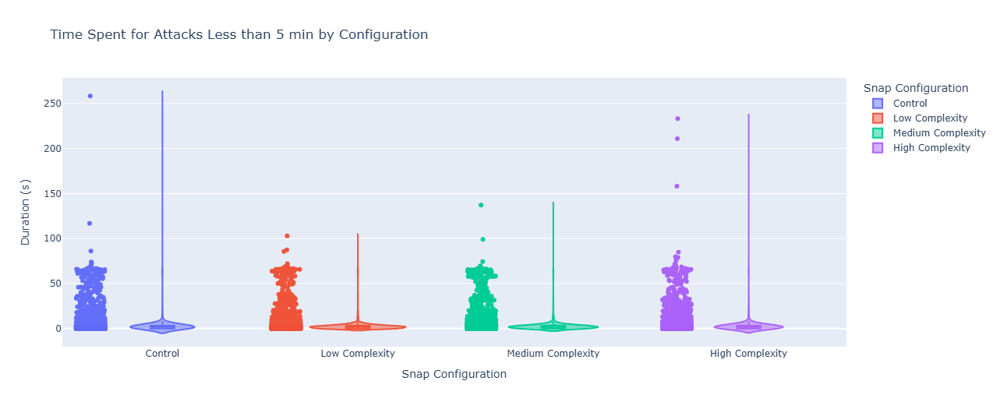 Time Spent for Attacks Less than 5 min by Configuration
Snap Configuration
Control
Low Complexity
Medium Complexity
High Complexity
250
200
150
100
50
0
Duration (s)
Control
Low Complexity
Medium Complexity
High Complexity
Snap Configuration